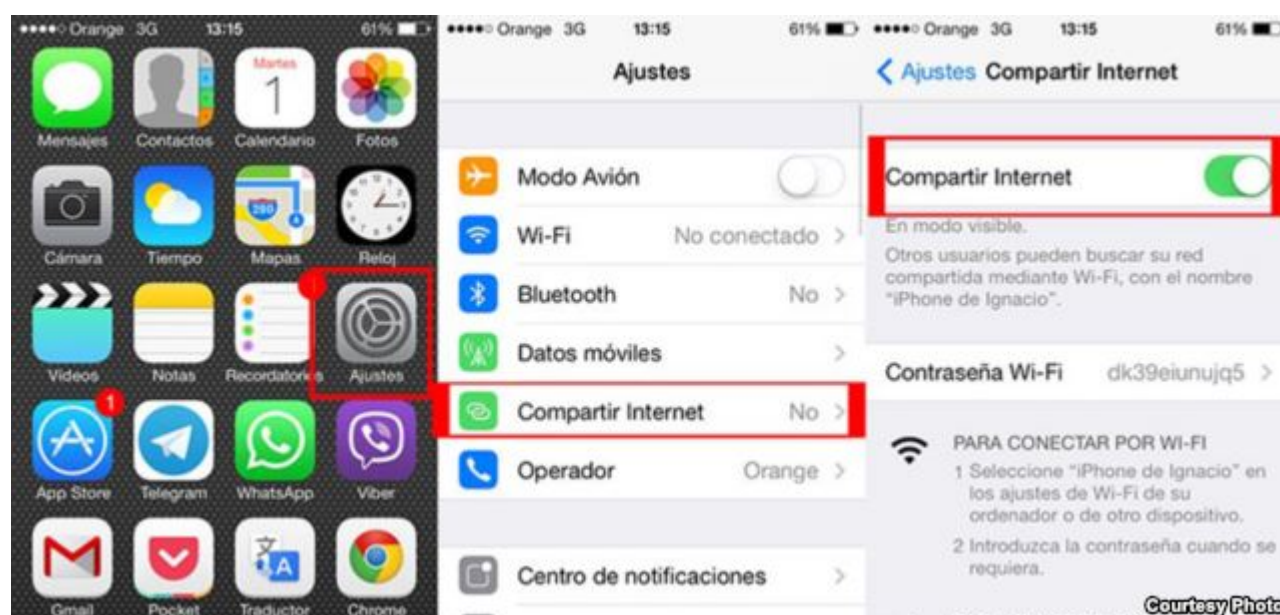 Orange 3G 13:15 61%
Martes
1
Mensajes Contactos Calendario Fotos
280
Cámara Tiempo Mapas Reloj
Vídeos Notas Recordatorios Ajustes
1
App Store Telegram WhatsApp Viber
Gmail Pocket Traductor Chrome
Orange 3G 13:15 61%
Ajustes
Modo Avión
Wi-Fi No conectado
Bluetooth No
Datos móviles
Compartir Internet No
Operador Orange
Centro de notificaciones
Orange 3G 13:15 61%
Ajustes Compartir Internet
Compartir Internet
En modo visible.
Otros usuarios pueden buscar su red
compartida mediante Wi-Fi, con el nombre
“iPhone de Ignacio”.
Contraseña Wi-Fi dk39eiunujq5
PARA CONECTAR POR WI-FI
1 Seleccione “iPhone de Ignacio” en
los ajustes de Wi-Fi de su
ordenador o de otro dispositivo.
2 Introduzca la contraseña cuando se
requiera.
Courtesy Photo